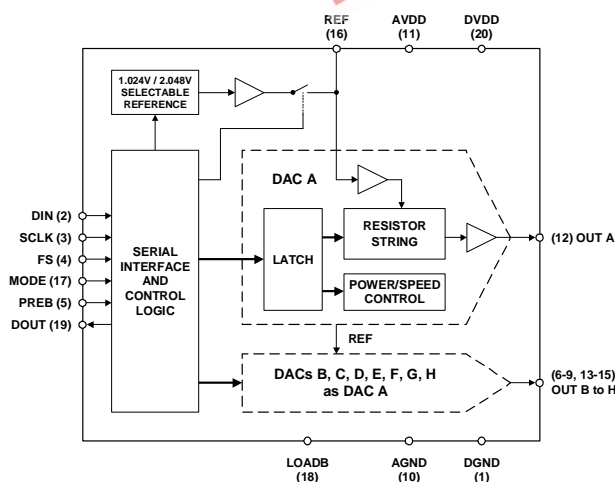 REF
(16)
AVDD
(11)
DVDD
(20)
1.024V / 2.048V
SELECTABLE
REFERENCE
DAC A
DIN (2)
SCLK (3)
FS (4)
MODE (17)
PREB (5)
DOUT (19)
SERIAL
INTERFACE
AND
CONTROL
LOGIC
LATCH
RESISTOR
STRING
POWER/SPEED
CONTROL
(12) OUT A
REF
DACs B, C, D, E, F, G, H
as DAC A
(6-9, 13-15)
OUT B to H
LOADB
(18)
AGND
(10)
DGND
(1)